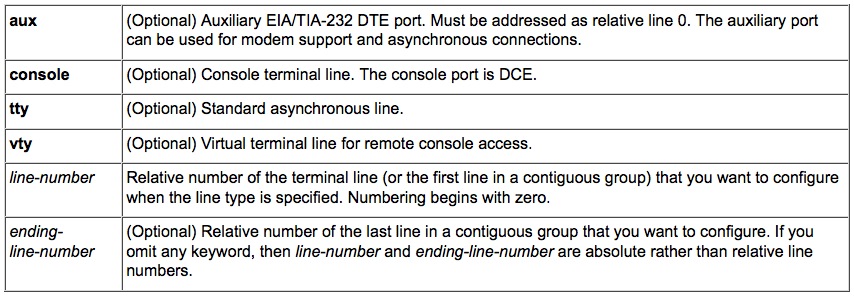 aux (Optional) Auxiliary EIA/TIA-232 DTE port. Must be addressed as relative line 0. The auxiliary port
can be used for modem support and asynchronous connections.
console (Optional) Console terminal line. The console port is DCE.
tty (Optional) Standard asynchronous line.
vty (Optional) Virtual terminal line for remote console access.
line-number Relative number of the terminal line (or the first line in a contiguous group) that you want to configure
when the line type is specified. Numbering begins with zero.
ending- (Optional) Relative number of the last line in a contiguous group that you want to configure. If you
line-number omit any keyword, then line-number and ending-line-number are absolute rather than relative line
numbers.